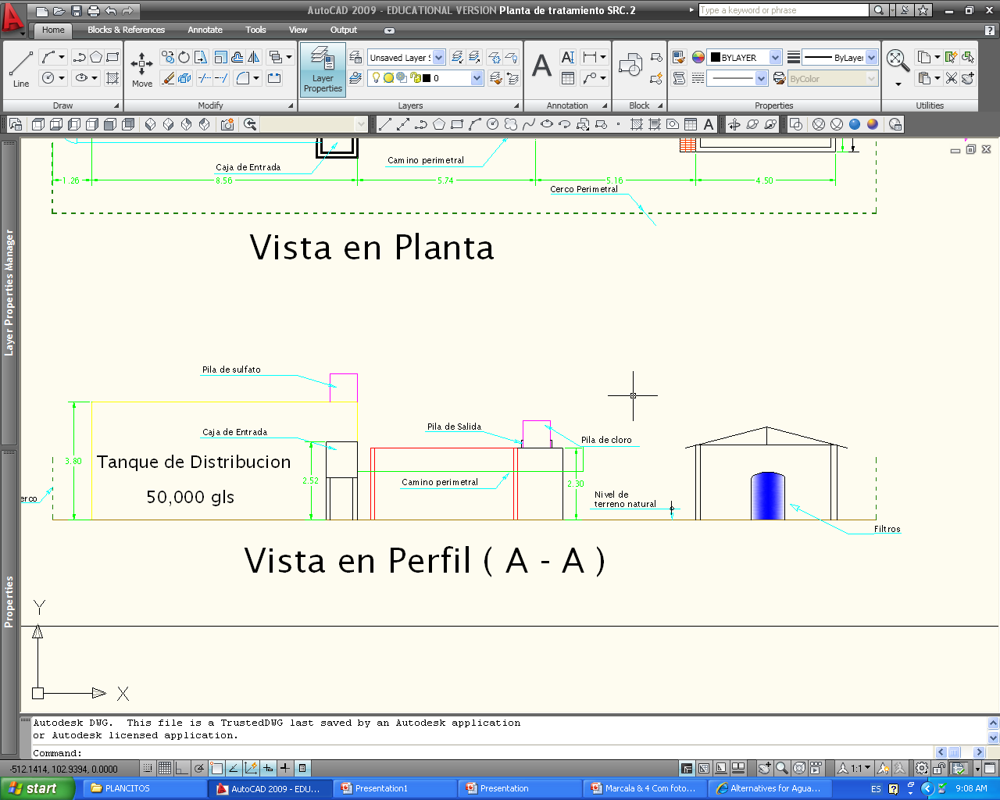 AutoCAD 2009 - EDUCATIONAL VERSION Planta de tratamiento SRC.2
Type a keyword or phrase
Home
Blocks & References
Annotate
Tools
View
Output
Line
Move
Layer
Properties
Unsaved Layer S
0
BYLAYER
ByLayer
ByColor
Draw
Modify
Layers
Annotation
Block
Properties
Utilities
Layer Properties Manager
Properties
Caja de Entrada
Camino perimetral
Cerco Perimetral
1.26
8.56
5.74
5.16
4.50
Vista en Planta
Pila de sulfato
Caja de Entrada
Pila de Salida
Pila de cloro
3.80
Tanque de Distribucion
50,000 gls
2.52
Camino perimetral
2.30
Nivel de
terreno natural
erco
Filtros
Vista en Perfil ( A - A )
Y
X
Autodesk DWG.  This file is a TrustedDWG last saved by an Autodesk application
or Autodesk licensed application.
Command:
-512.1414, 102.9394, 0.0000
1:1
start
PLANCITOS
AutoCAD 2009 - EDU...
Presentation1
Presentation
Marcala & 4 Com foto...
Alternatives for Agua...
ES
9:08 AM